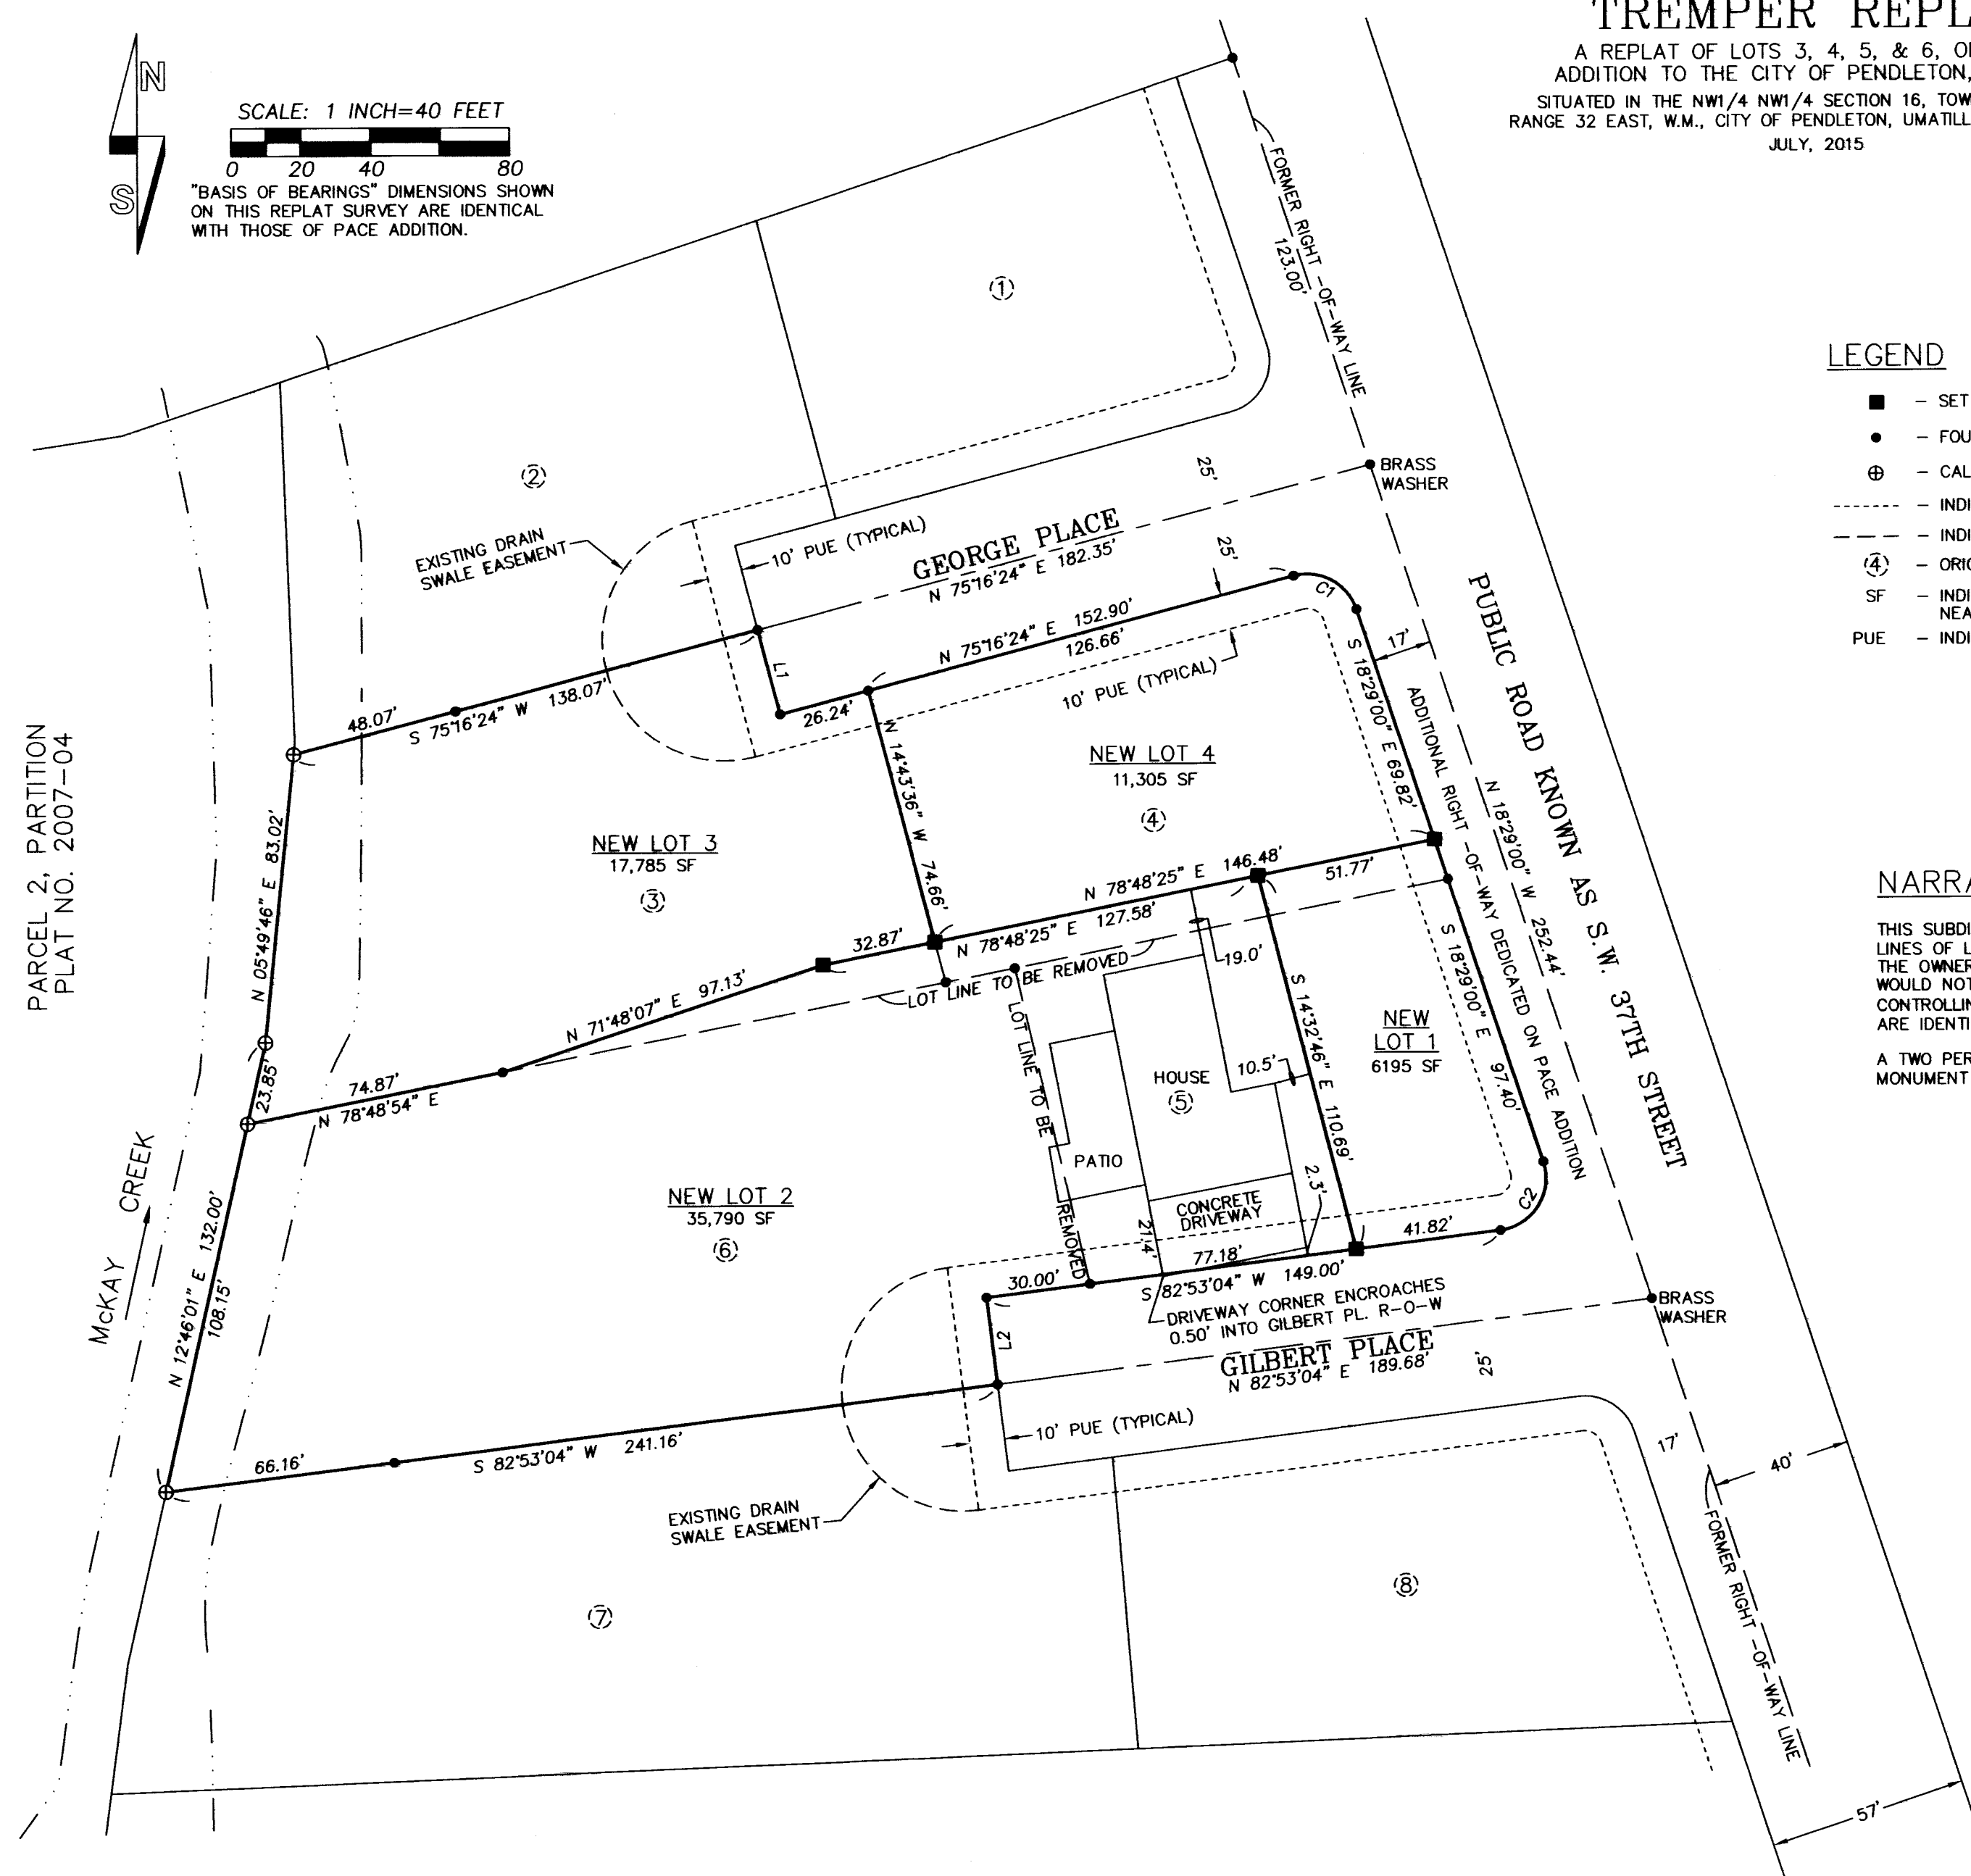 TREMPER REPL
A REPLAT OF LOTS 3, 4, 5, & 6, O
ADDITION TO THE CITY OF PENDLETON,
SITUATED IN THE NW1/4 NW1/4 SECTION 16, TOW
RANGE 32 EAST, W.M., CITY OF PENDLETON, UMATILL
JULY, 2015
N
S
SCALE: 1 INCH=40 FEET
0 20 40 80
"BASIS OF BEARINGS" DIMENSIONS SHOWN
ON THIS REPLAT SURVEY ARE IDENTICAL
WITH THOSE OF PACE ADDITION.
FORMER RIGHT-OF-WAY LINE
123.00'
1
2
LEGEND
- SET
- FOU
- CAL
- INDI
- INDI
4 - ORI
SF - INDI
NEA
PUE - INDI
BRASS
WASHER
25'
EXISTING DRAIN
SWALE EASEMENT
10' PUE (TYPICAL)
GEORGE PLACE
N 75°16'24" E 182.35'
25'
C1
N 75°16'24" E 152.90'
126.66'
10' PUE (TYPICAL)
L1
26.24'
48.07'
S 75°16'24" W 138.07'
17'
S 18°29'00" E 69.82'
ADDITIONAL RIGHT-OF-WAY DEDICATED ON PACE ADDITION
N 18°29'00" W 252.44'
PUBLIC ROAD KNOWN AS S.W. 37TH STREET
PARCEL 2, PARTITION
PLAT NO. 2007-04
N 05°49'46" E 83.02'
NEW LOT 3
17,785 SF
3
N 14°43'36" W 74.66'
NEW LOT 4
11,305 SF
4
N 78°48'25" E 146.48'
51.77'
N 78°48'25" E 127.58'
32.87'
N 71°48'07" E 97.13'
LOT LINE TO BE REMOVED
19.0'
LOT LINE TO BE
REMOVED
S 14°32'46" E 110.69'
S 18°29'00" E 97.40'
NEW
LOT 1
6195 SF
10.5'
HOUSE
5
PATIO
CONCRETE
DRIVEWAY
2.3'
21.4'
NARRA
THIS SUBDI
LINES OF L
THE OWNER
WOULD NOT
CONTROLLIN
ARE IDENTI
A TWO PER
MONUMENT
23.85'
74.87'
N 78°48'54" E
McKAY CREEK
N 12°46'01" E 132.00'
108.15'
NEW LOT 2
35,790 SF
6
C2
41.82'
77.18'
30.00'
S 82°53'04" W 149.00'
DRIVEWAY CORNER ENCROACHES
0.50' INTO GILBERT PL. R-O-W
L2
GILBERT PLACE
N 82°53'04" E 189.68'
25'
BRASS
WASHER
10' PUE (TYPICAL)
66.16'
S 82°53'04" W 241.16'
EXISTING DRAIN
SWALE EASEMENT
17'
40'
FORMER RIGHT-OF-WAY LINE
7
8
57'